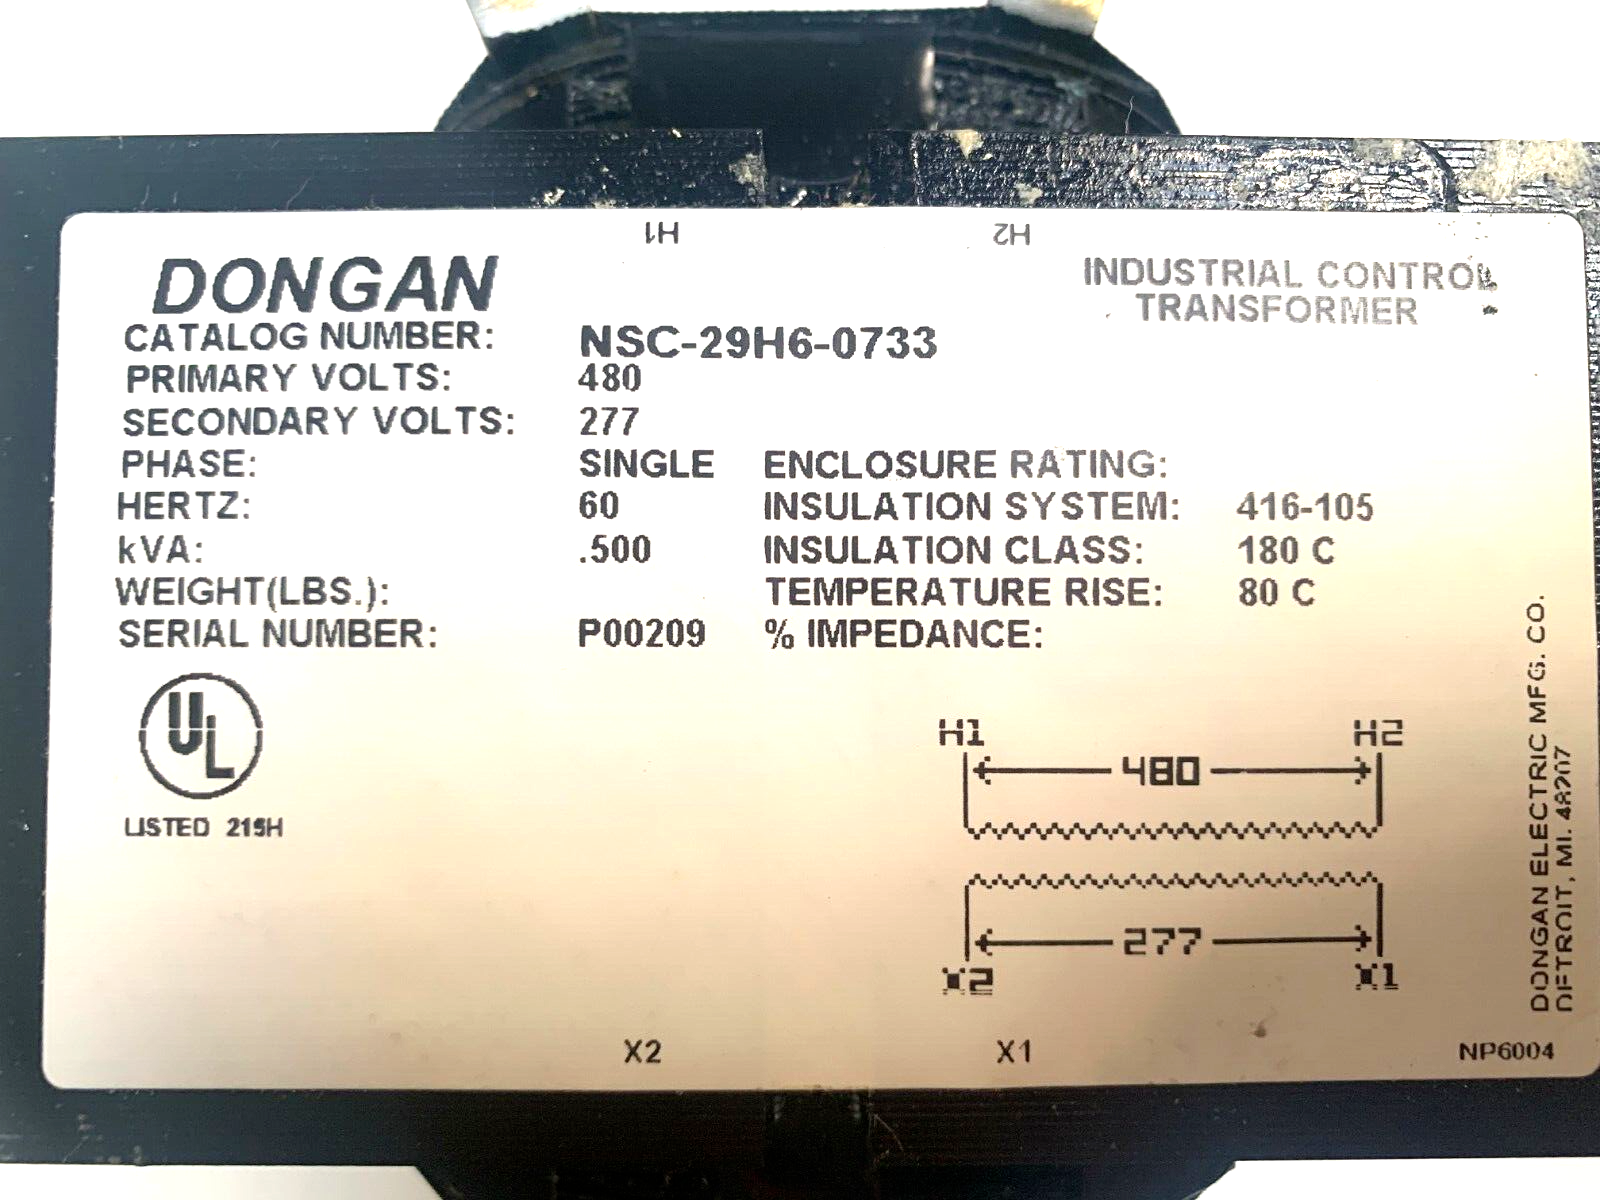 H1 H2
DONGAN
INDUSTRIAL CONTROL
TRANSFORMER
CATALOG NUMBER: NSC-29H6-0733
PRIMARY VOLTS: 480
SECONDARY VOLTS: 277
PHASE: SINGLE ENCLOSURE RATING:
HERTZ: 60 INSULATION SYSTEM: 416-105
kVA: .500 INSULATION CLASS: 180 C
WEIGHT(LBS.): TEMPERATURE RISE: 80 C
SERIAL NUMBER: P00209 % IMPEDANCE:
UL
LISTED
H1 H2
480
277
X2 X1
X2 X1
NP6004
DONGAN ELECTRIC MFG. CO.
DETROIT, MI. 48207